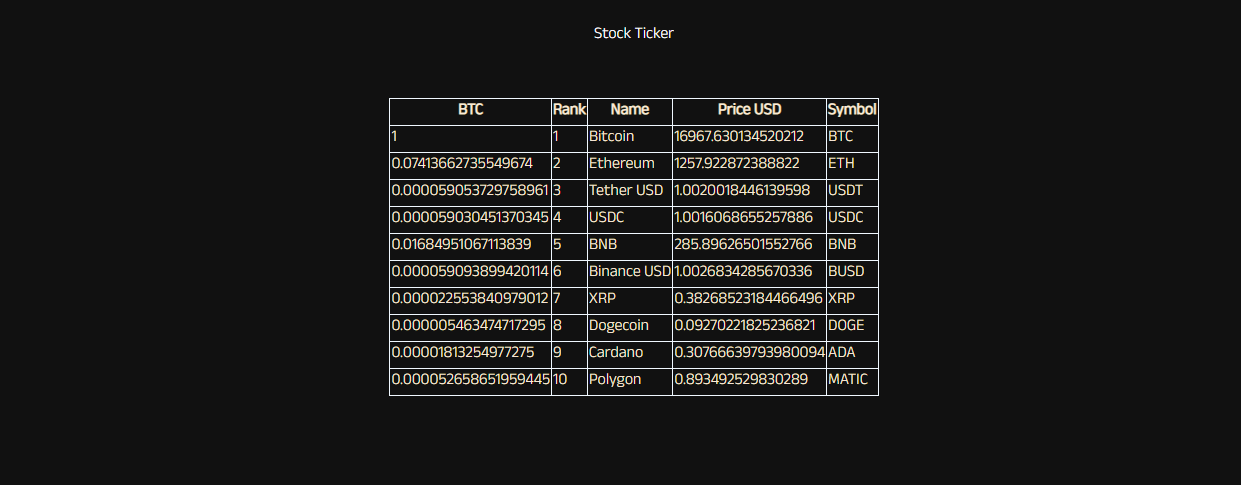 Stock Ticker
BTC Rank Name Price USD Symbol
1 1 Bitcoin 16967.630134520212 BTC
0.07413662735549674 2 Ethereum 1257.922872388822 ETH
0.000059053729758961 3 Tether USD 1.0020018446139598 USDT
0.000059030451370345 4 USDC 1.0016068655257886 USDC
0.01684951067113839 5 BNB 285.89626501552766 BNB
0.000059093899420114 6 Binance USD 1.0026834285670336 BUSD
0.000022553840979012 7 XRP 0.38268523184466496 XRP
0.000005463474717295 8 Dogecoin 0.09270221825236821 DOGE
0.00001813254977275 9 Cardano 0.30766639793980094 ADA
0.000052658651959445 10 Polygon 0.893492529830289 MATIC